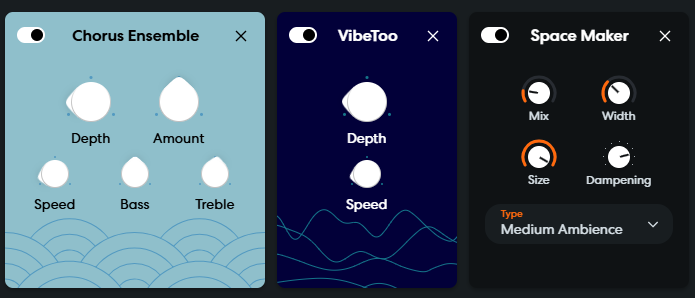 Chorus Ensemble
Depth
Amount
Speed
Bass
Treble
VibeToo
Depth
Speed
Space Maker
Mix
Width
Size
Dampening
Type
Medium Ambience